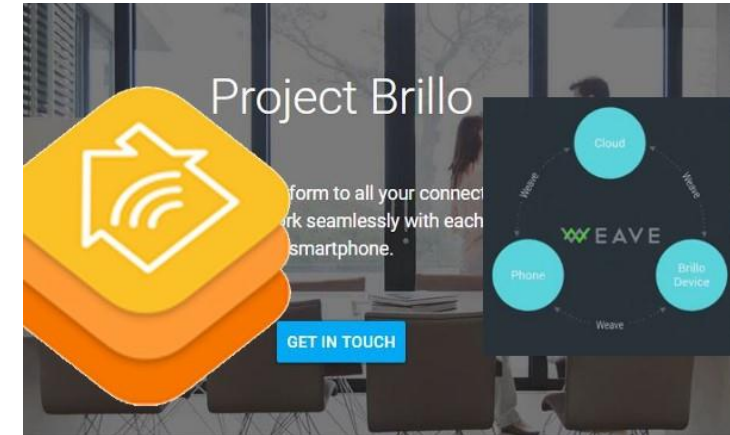 Project Brillo
form to all your connect
rk seamlessly with each
smartphone.
GET IN TOUCH
Cloud
Weave
Weave
WEAVE
Phone
Brillo
Device
Weave